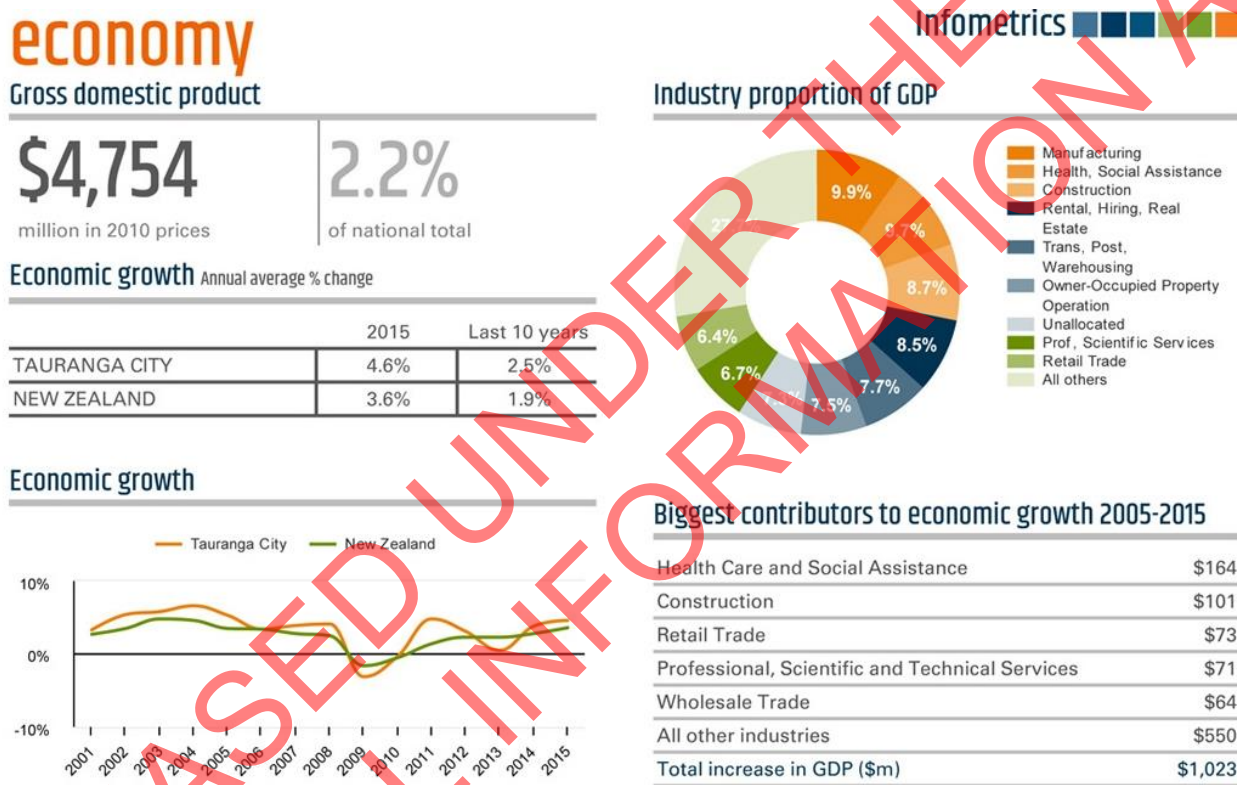 economy
Infometrics
Gross domestic product
$4,754
million in 2010 prices
2.2%
of national total
Economic growth Annual average % change
2015 Last 10 years
TAURANGA CITY 4.6% 2.5%
NEW ZEALAND 3.6% 1.9%
Economic growth
Tauranga City New Zealand
10%
0%
-10%
2001 2002 2003 2004 2005 2006 2007 2008 2009 2010 2011 2012 2013 2014 2015
Industry proportion of GDP
9.9%
9.7%
8.7%
8.5%
7.7%
7.5%
6.7%
6.4%
Manufacturing
Health, Social Assistance
Construction
Rental, Hiring, Real
Estate
Trans, Post,
Warehousing
Owner-Occupied Property
Operation
Unallocated
Prof, Scientific Services
Retail Trade
All others
Biggest contributors to economic growth 2005-2015
Health Care and Social Assistance $164
Construction $101
Retail Trade $73
Professional, Scientific and Technical Services $71
Wholesale Trade $64
All other industries $550
Total increase in GDP ($m) $1,023
UNDER THE
INFORMATION A